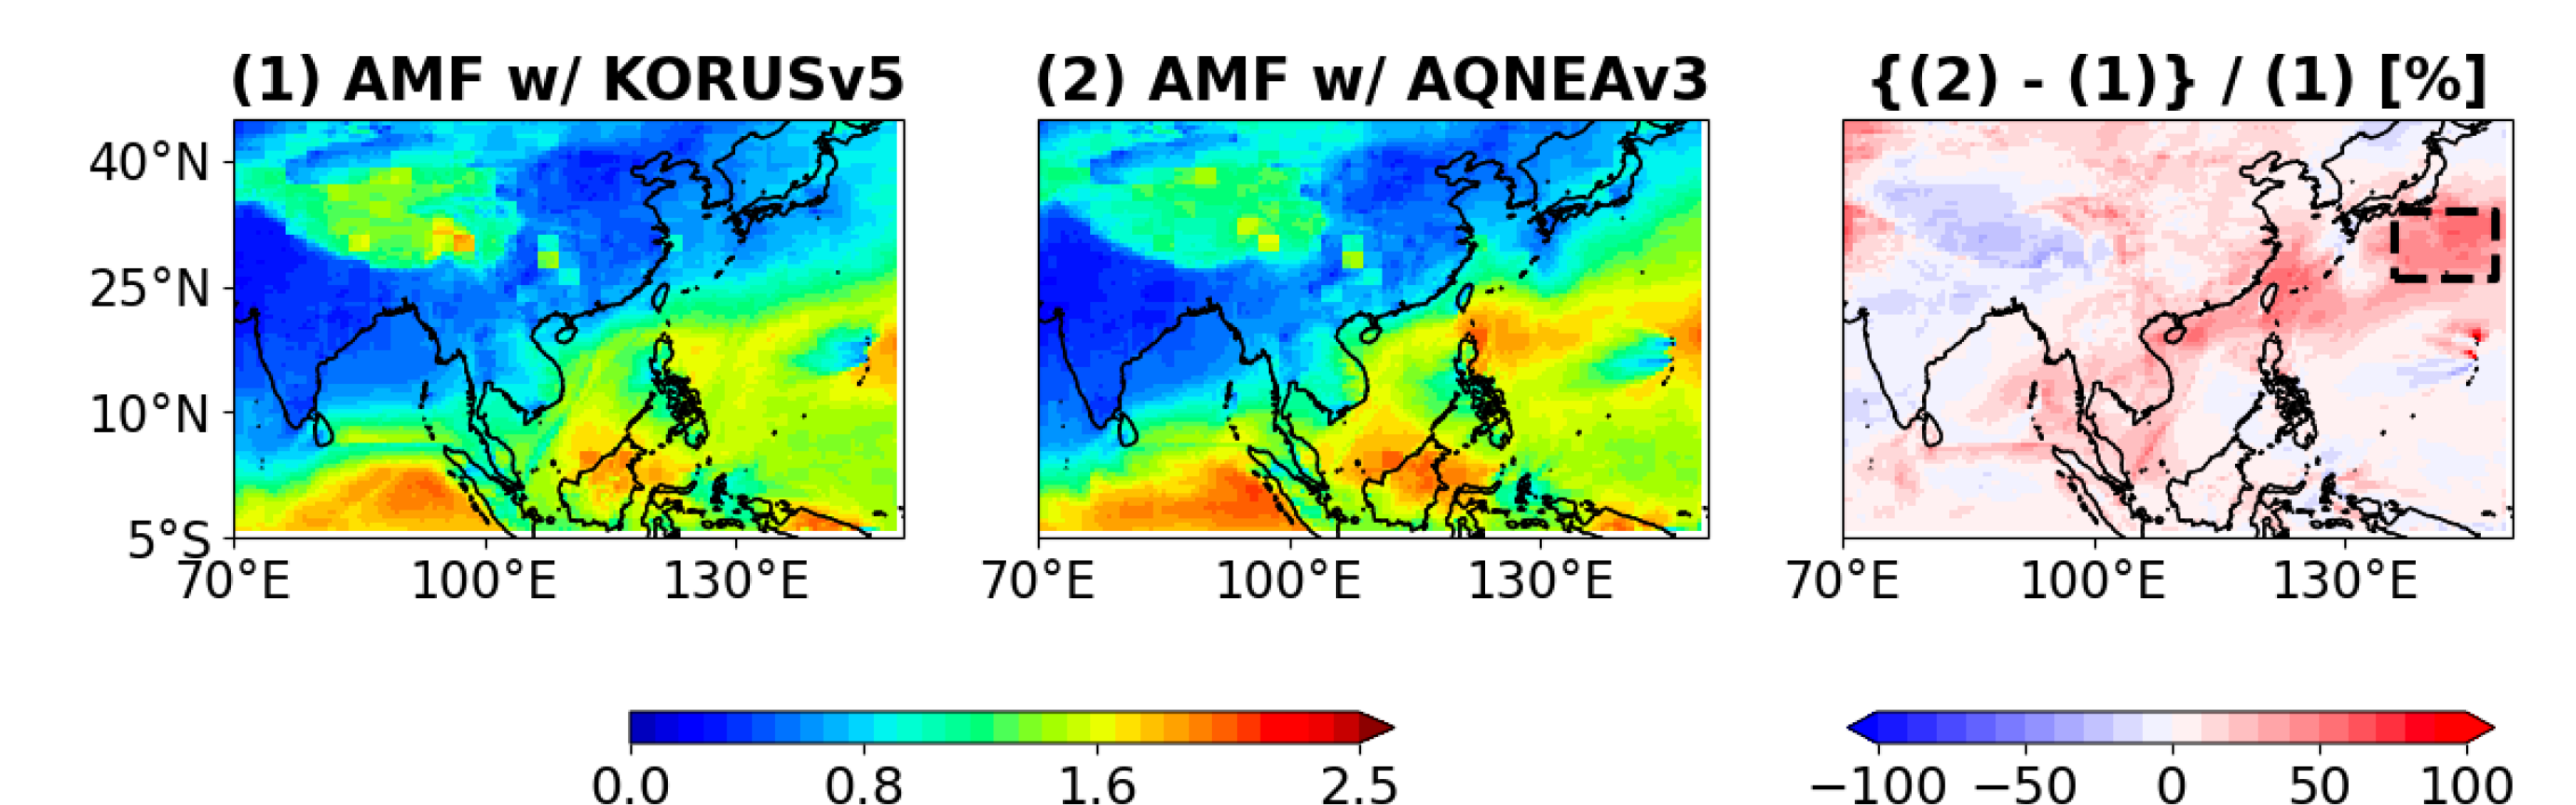 (1) AMF w/ KORUSv5
(2) AMF w/ AQNEAv3
{(2) - (1)} / (1) [%]
40°N
25°N
10°N
5°S
70°E 100°E 130°E
70°E 100°E 130°E
70°E 100°E 130°E
0.0 0.8 1.6 2.5
−100 −50 0 50 100